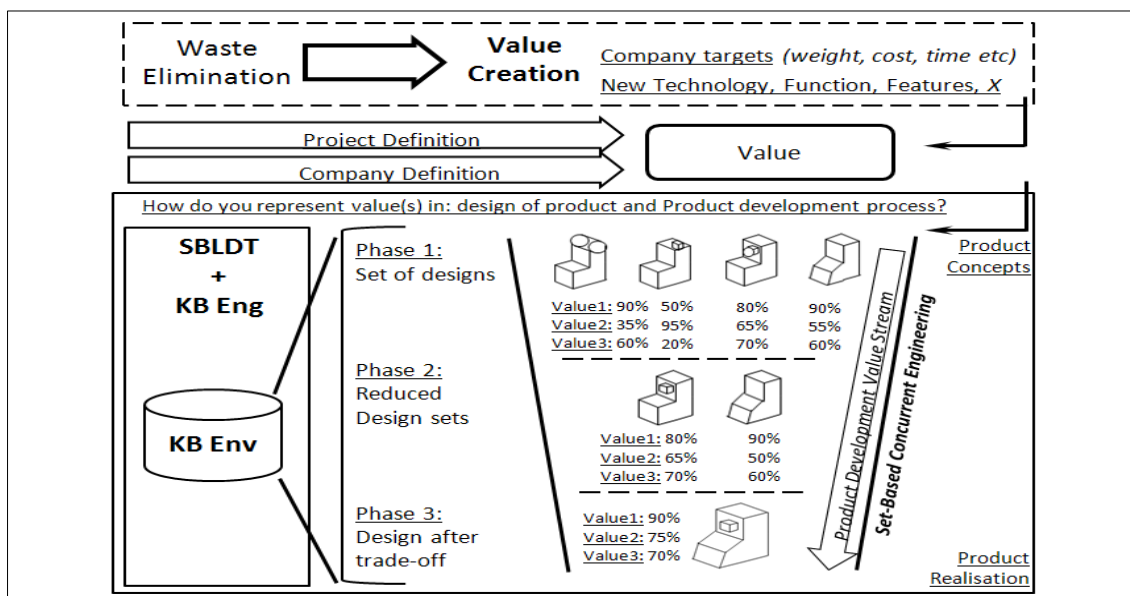 Waste
Elimination
Value
Creation
Company targets (weight, cost, time etc)
New Technology, Function, Features, X
Project Definition
Company Definition
Value
How do you represent value(s) in: design of product and Product development process?
SBLDT
+
KB Eng
KB Env
Phase 1:
Set of designs
Value1: 90% 50% 80% 90%
Value2: 35% 95% 65% 55%
Value3: 60% 20% 70% 60%
Phase 2:
Reduced
Design sets
Value1: 80% 90%
Value2: 65% 50%
Value3: 70% 60%
Phase 3:
Design after
trade-off
Value1: 90%
Value2: 75%
Value3: 70%
Product Development Value Stream
Set-Based Concurrent Engineering
Product
Concepts
Product
Realisation